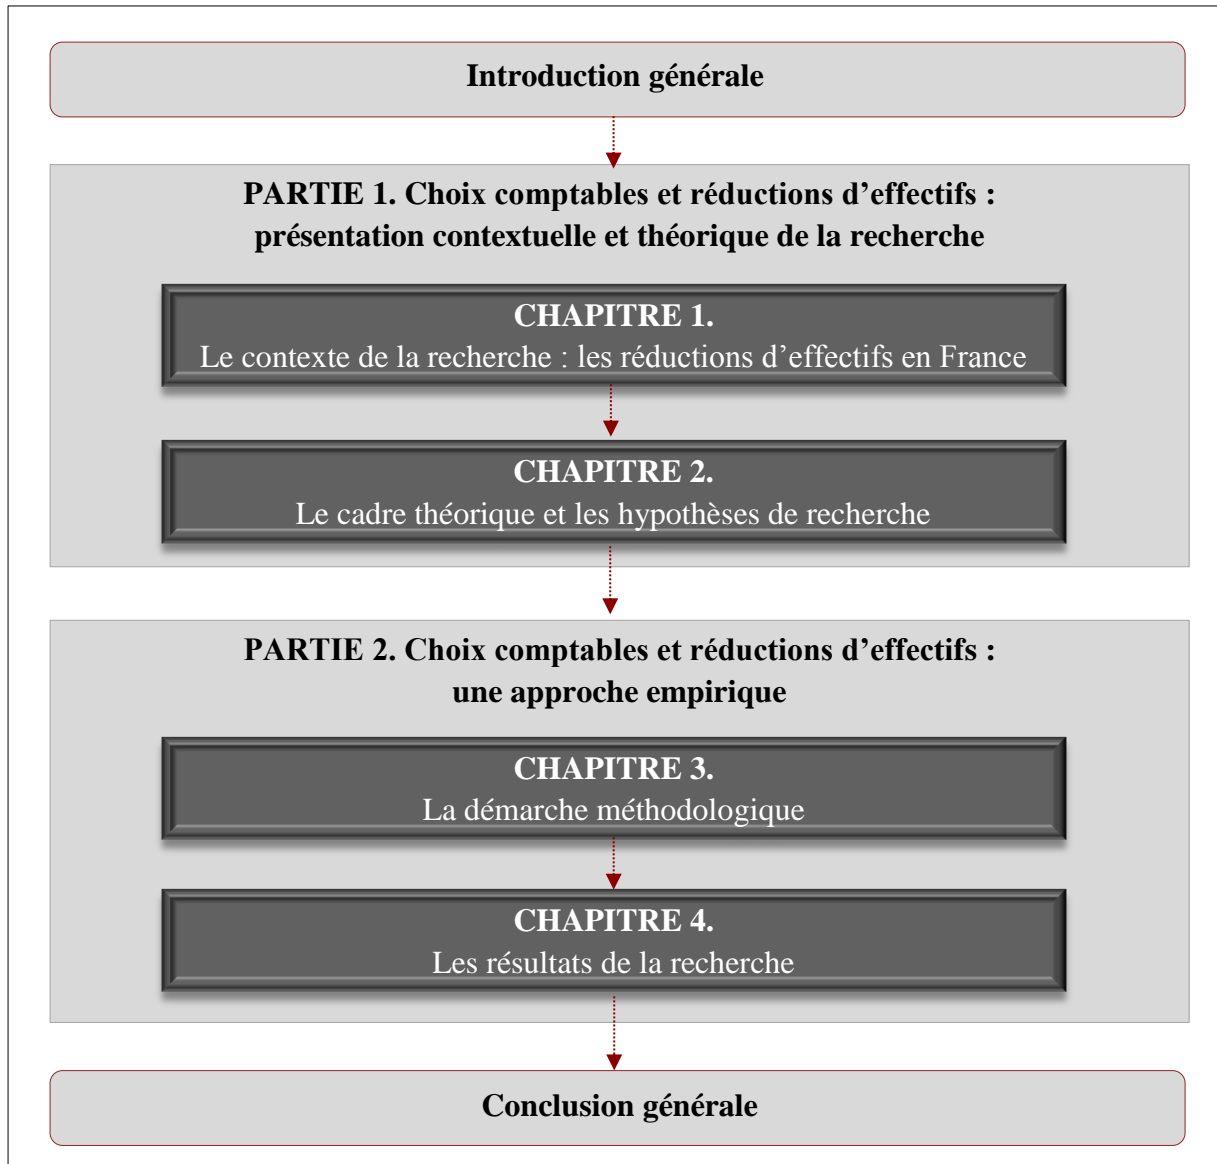 Introduction générale
PARTIE 1. Choix comptables et réductions d’effectifs :
présentation contextuelle et théorique de la recherche
CHAPITRE 1.
Le contexte de la recherche : les réductions d’effectifs en France
CHAPITRE 2.
Le cadre théorique et les hypothèses de recherche
PARTIE 2. Choix comptables et réductions d’effectifs :
une approche empirique
CHAPITRE 3.
La démarche méthodologique
CHAPITRE 4.
Les résultats de la recherche
Conclusion générale